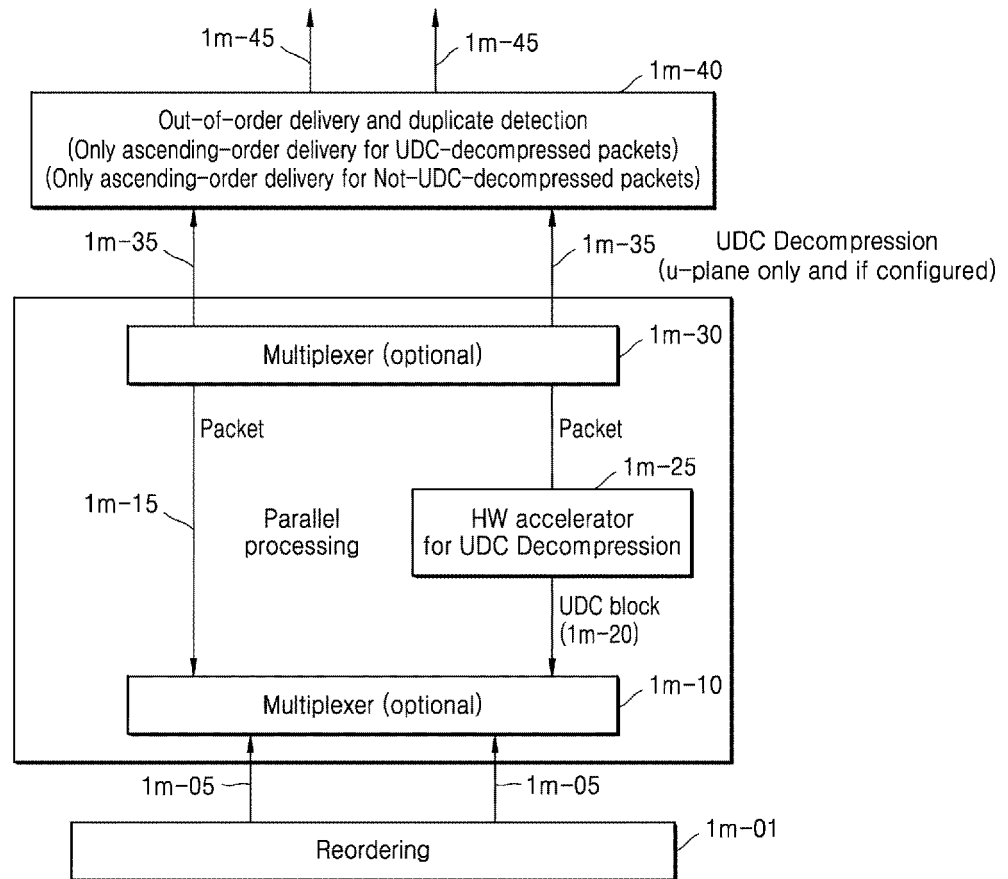 1m-45
1m-45
1m-40
Out-of-order delivery and duplicate detection
(Only ascending-order delivery for UDC-decompressed packets)
(Only ascending-order delivery for Not-UDC-decompressed packets)
1m-35
1m-35
UDC Decompression
(u-plane only and if configured)
1m-30
Multiplexer (optional)
Packet
Packet
1m-25
1m-15
Parallel
processing
HW accelerator
for UDC Decompression
UDC block
(1m-20)
1m-10
Multiplexer (optional)
1m-05
1m-05
1m-01
Reordering